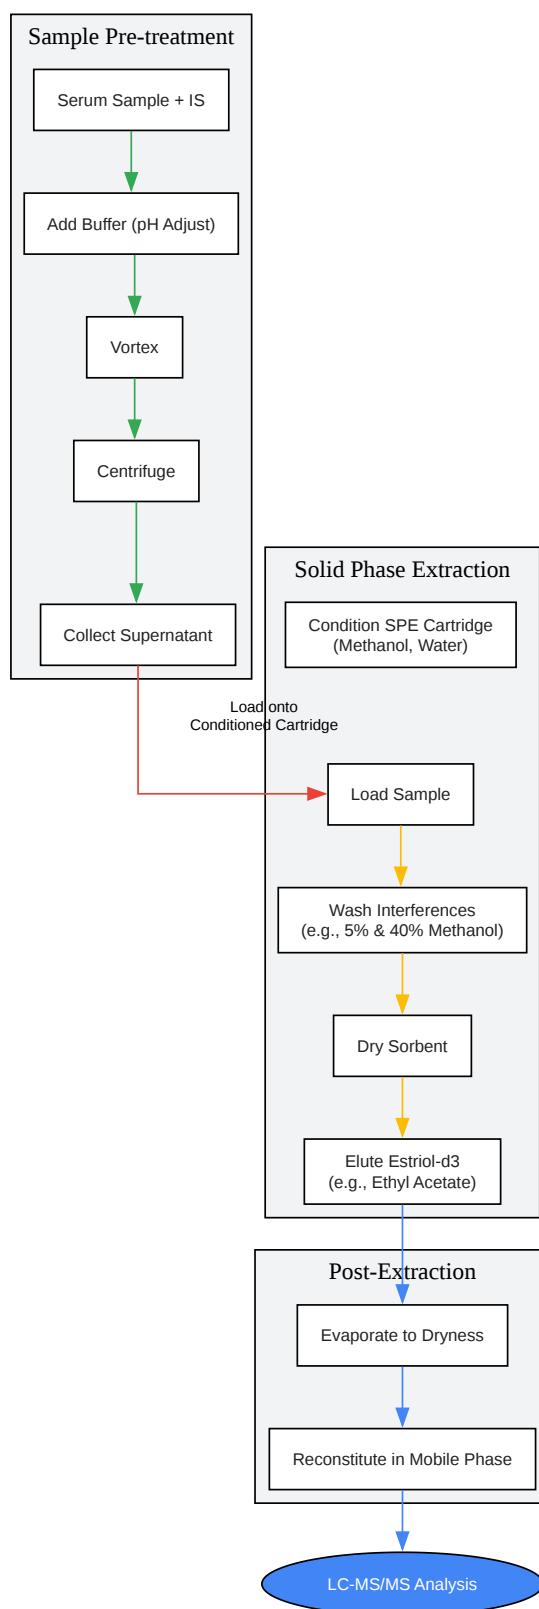 Sample Pre-treatment
Serum Sample + IS
Add Buffer (pH Adjust)
Vortex
Centrifuge
Collect Supernatant
Solid Phase Extraction
Condition SPE Cartridge
(Methanol, Water)
Load onto
Conditioned Cartridge
Load Sample
Wash Interferences
(e.g., 5% & 40% Methanol)
Dry Sorbent
Elute Estriol-d3
(e.g., Ethyl Acetate)
Post-Extraction
Evaporate to Dryness
Reconstitute in Mobile Phase
LC-MS/MS Analysis